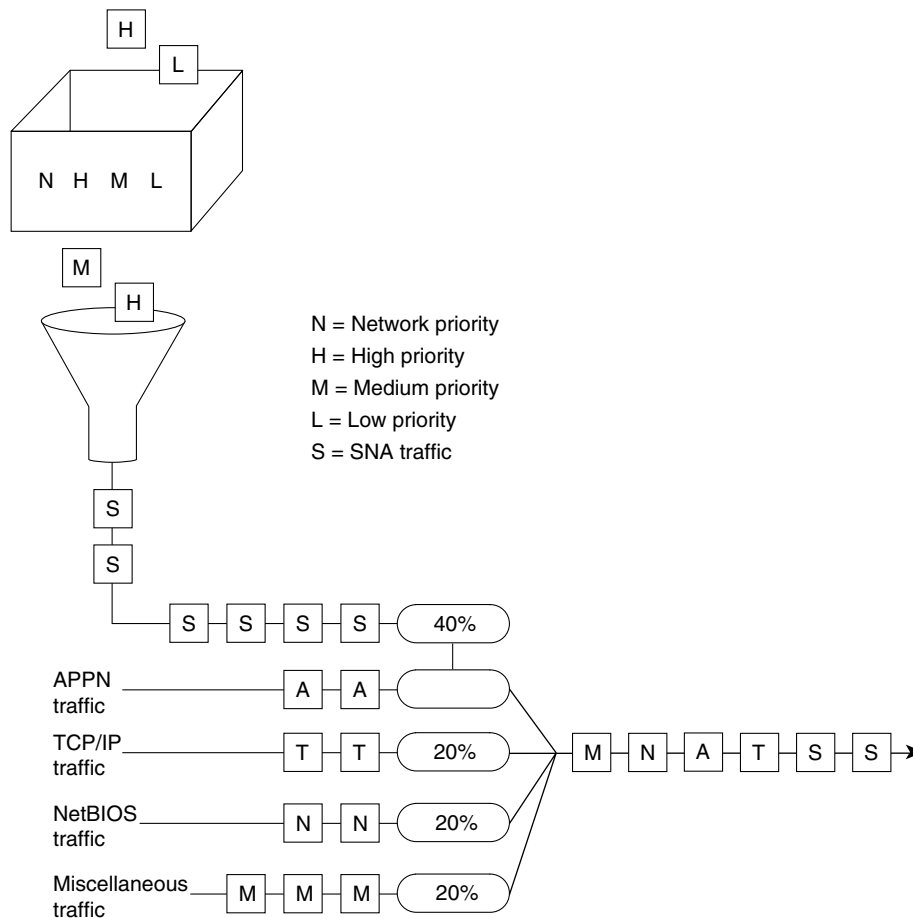 H
L
N H M L
M
H
N = Network priority
H = High priority
M = Medium priority
L = Low priority
S = SNA traffic
S
S
S S S S 40%
APPN
traffic
A A
TCP/IP
traffic
T T 20%
M N A T S S
NetBIOS
traffic
N N 20%
Miscellaneous
traffic
M M M 20%